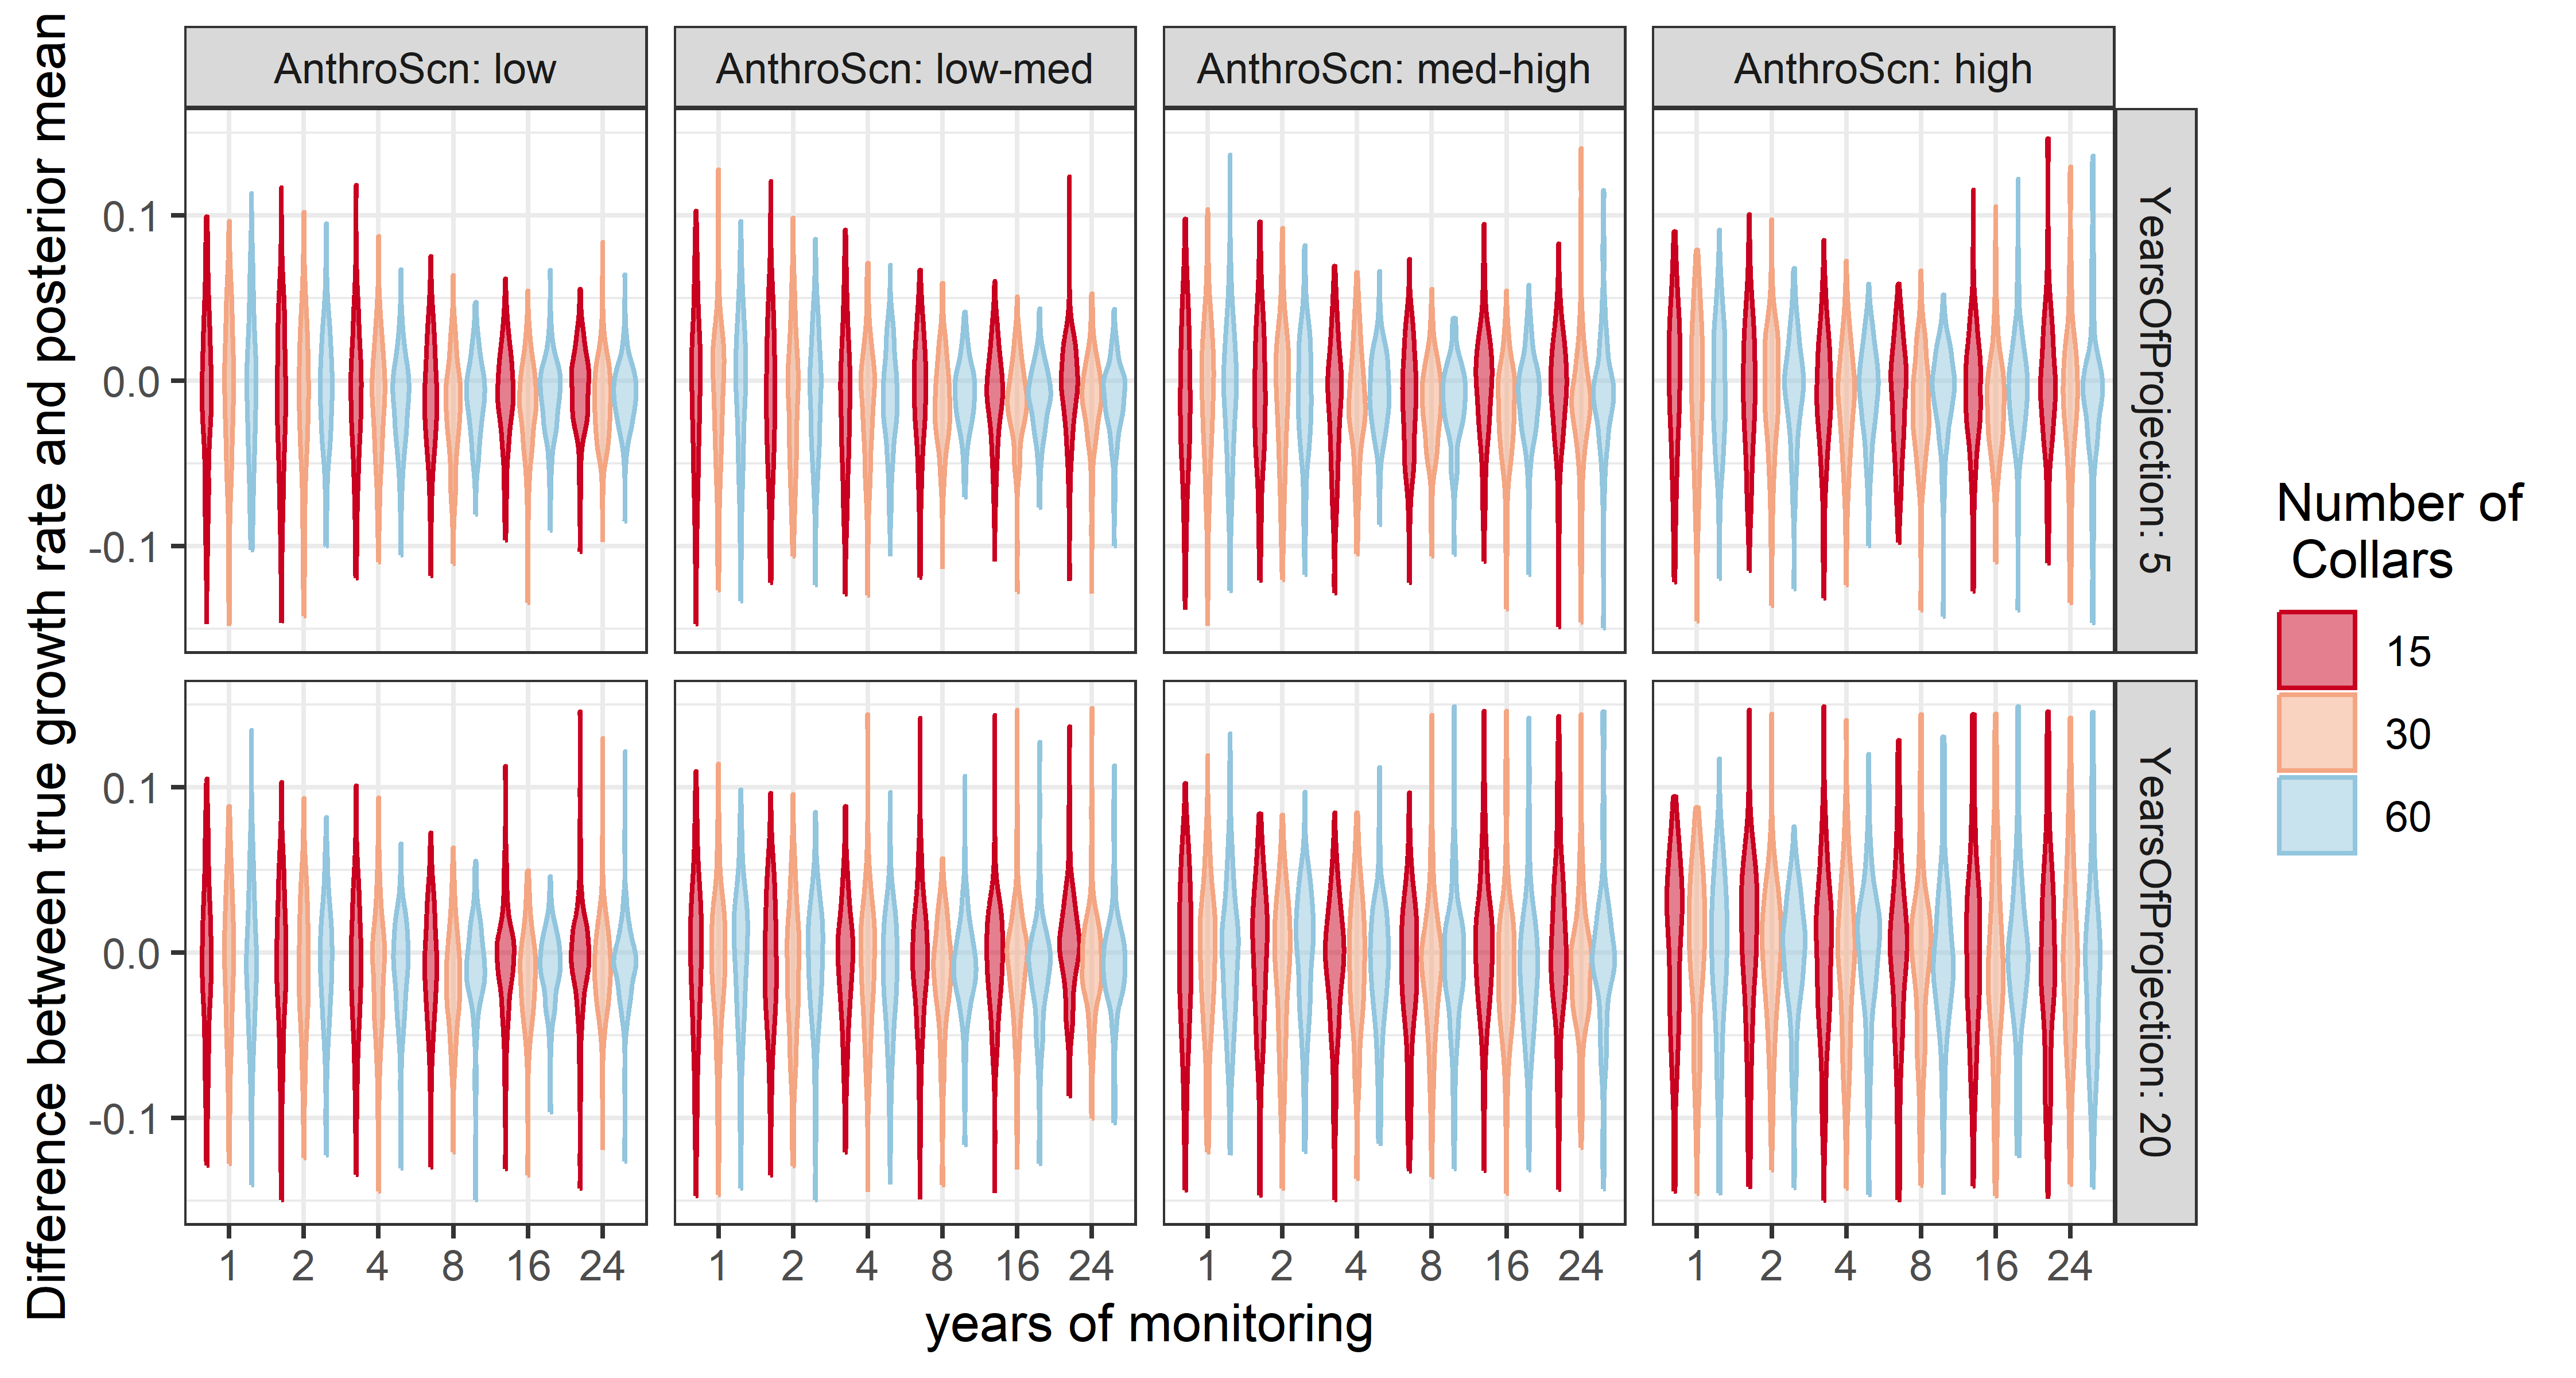 AnthroScn: low
AnthroScn: low-med
AnthroScn: med-high
AnthroScn: high
Difference between true growth rate and posterior mean
0.1
0.0
-0.1
YearsOfProjection: 5
0.1
0.0
-0.1
YearsOfProjection: 20
1 2 4 8 16 24
1 2 4 8 16 24
1 2 4 8 16 24
1 2 4 8 16 24
years of monitoring
Number of
Collars
15
30
60